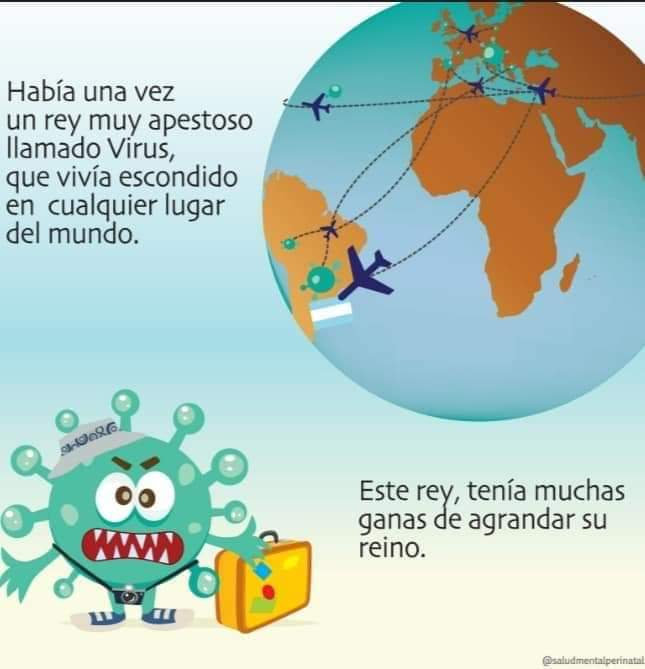 Había una vez
un rey muy apestoso
llamado Virus,
que vivía escondido
en cualquier lugar
del mundo.
Este rey, tenía muchas
ganas de agrandar su
reino.
@saludmentalperinatal